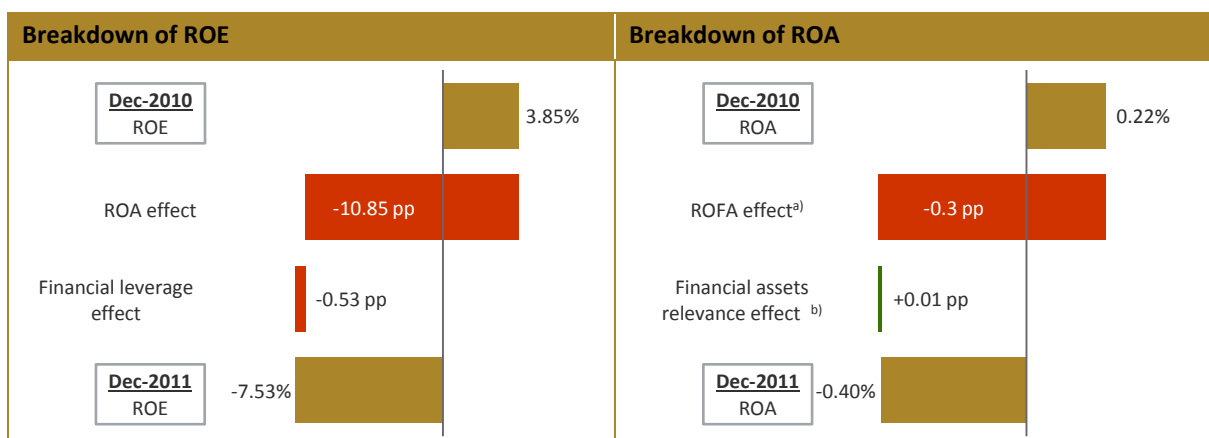 Breakdown of ROE
Dec-2010
ROE
3.85%
ROA effect
-10.85 pp
Financial leverage
effect
-0.53 pp
Dec-2011
ROE
-7.53%
Breakdown of ROA
Dec-2010
ROA
0.22%
ROFA effect a)
-0.3 pp
Financial assets
relevance effect b)
+0.01 pp
Dec-2011
ROA
-0.40%